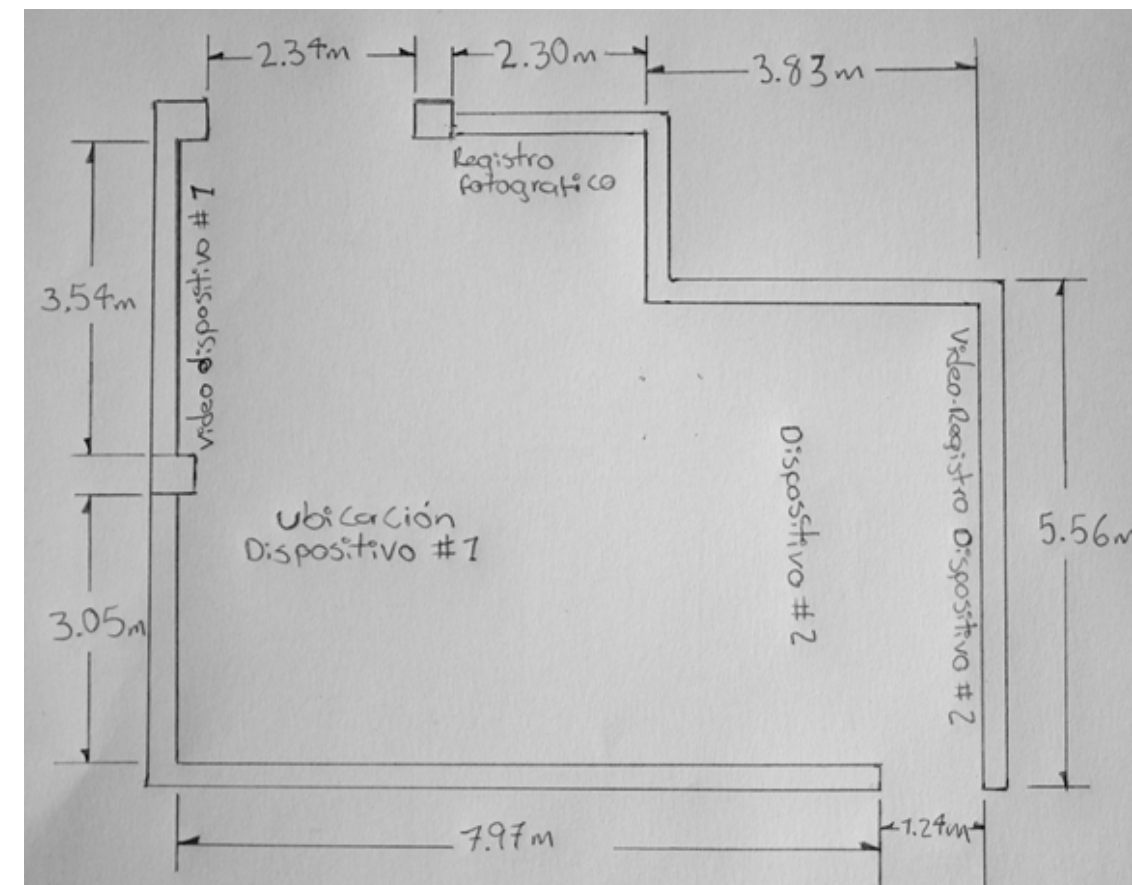 2.34m
2.30m
3.83m
Registro
fotografico
video dispositivo #1
3,54m
Video-Registro Dispositivo #2
Dispositivo #2
ubicación
Dispositivo #1
5.56m
3.05m
7.97m
1.24m